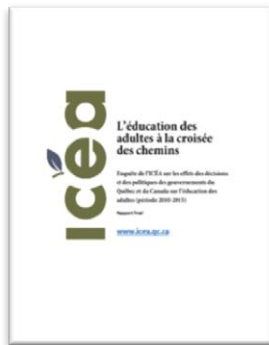 icéa
L'éducation des
adultes à la croisée
des chemins
Enquête de l'ICÉA sur les effets des décisions
et des politiques des gouvernements du
Québec et du Canada sur l'éducation des
adultes (période 2010-2015)
Rapport final
www.icea.qc.ca